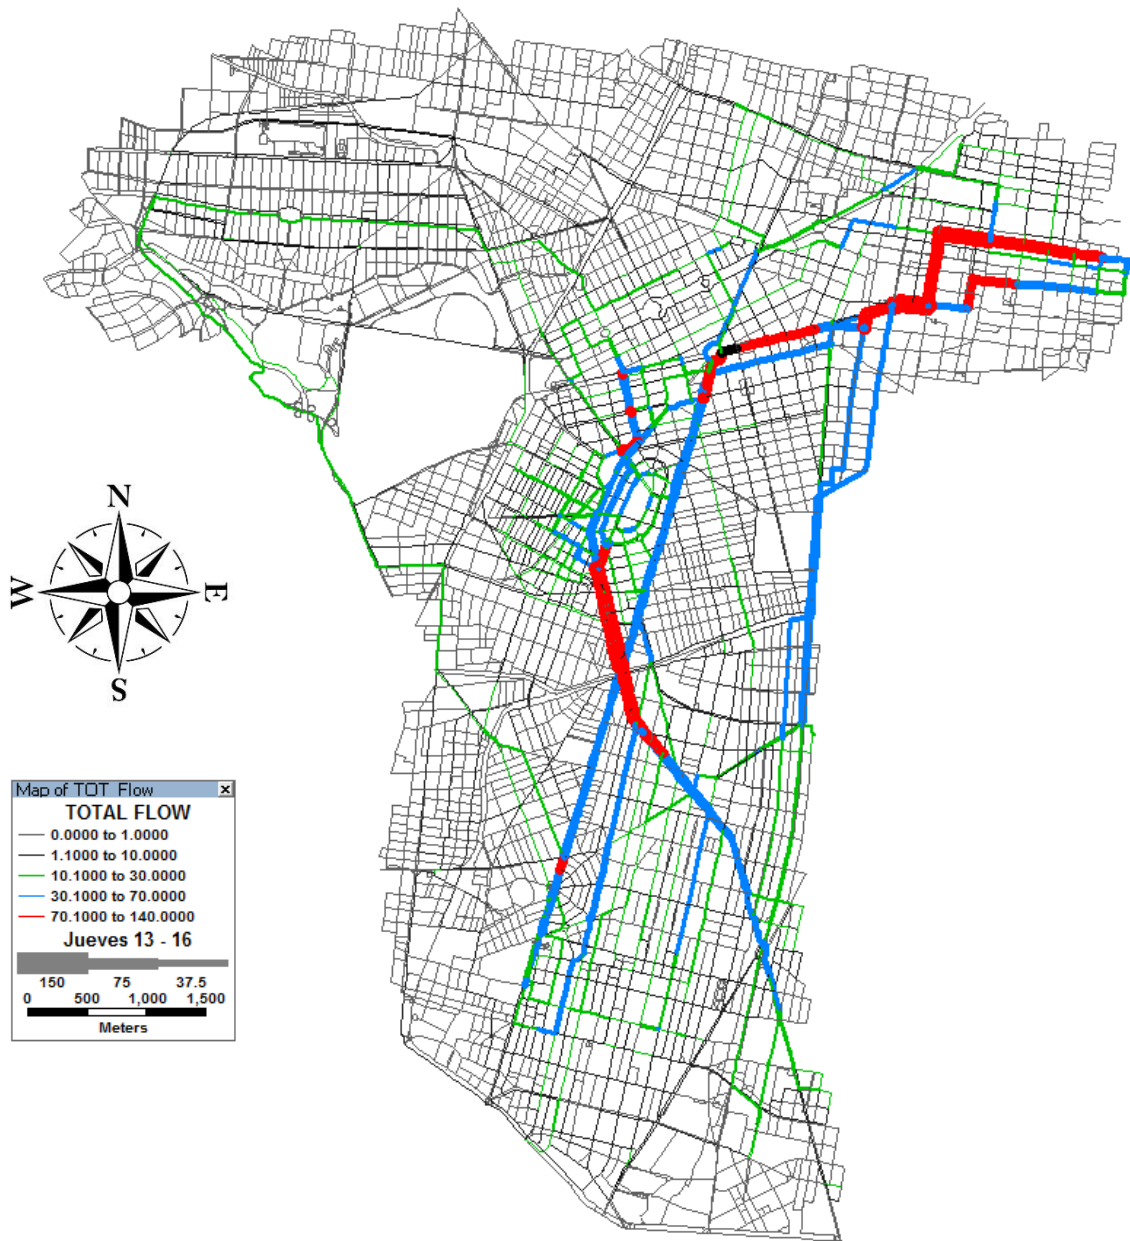 N
W
E
S
Map of TOT_Flow
TOTAL FLOW
0.0000 to 1.0000
1.1000 to 10.0000
10.1000 to 30.0000
30.1000 to 70.0000
70.1000 to 140.0000
Jueves 13 - 16
150 75 37.5
0 500 1,000 1,500
Meters